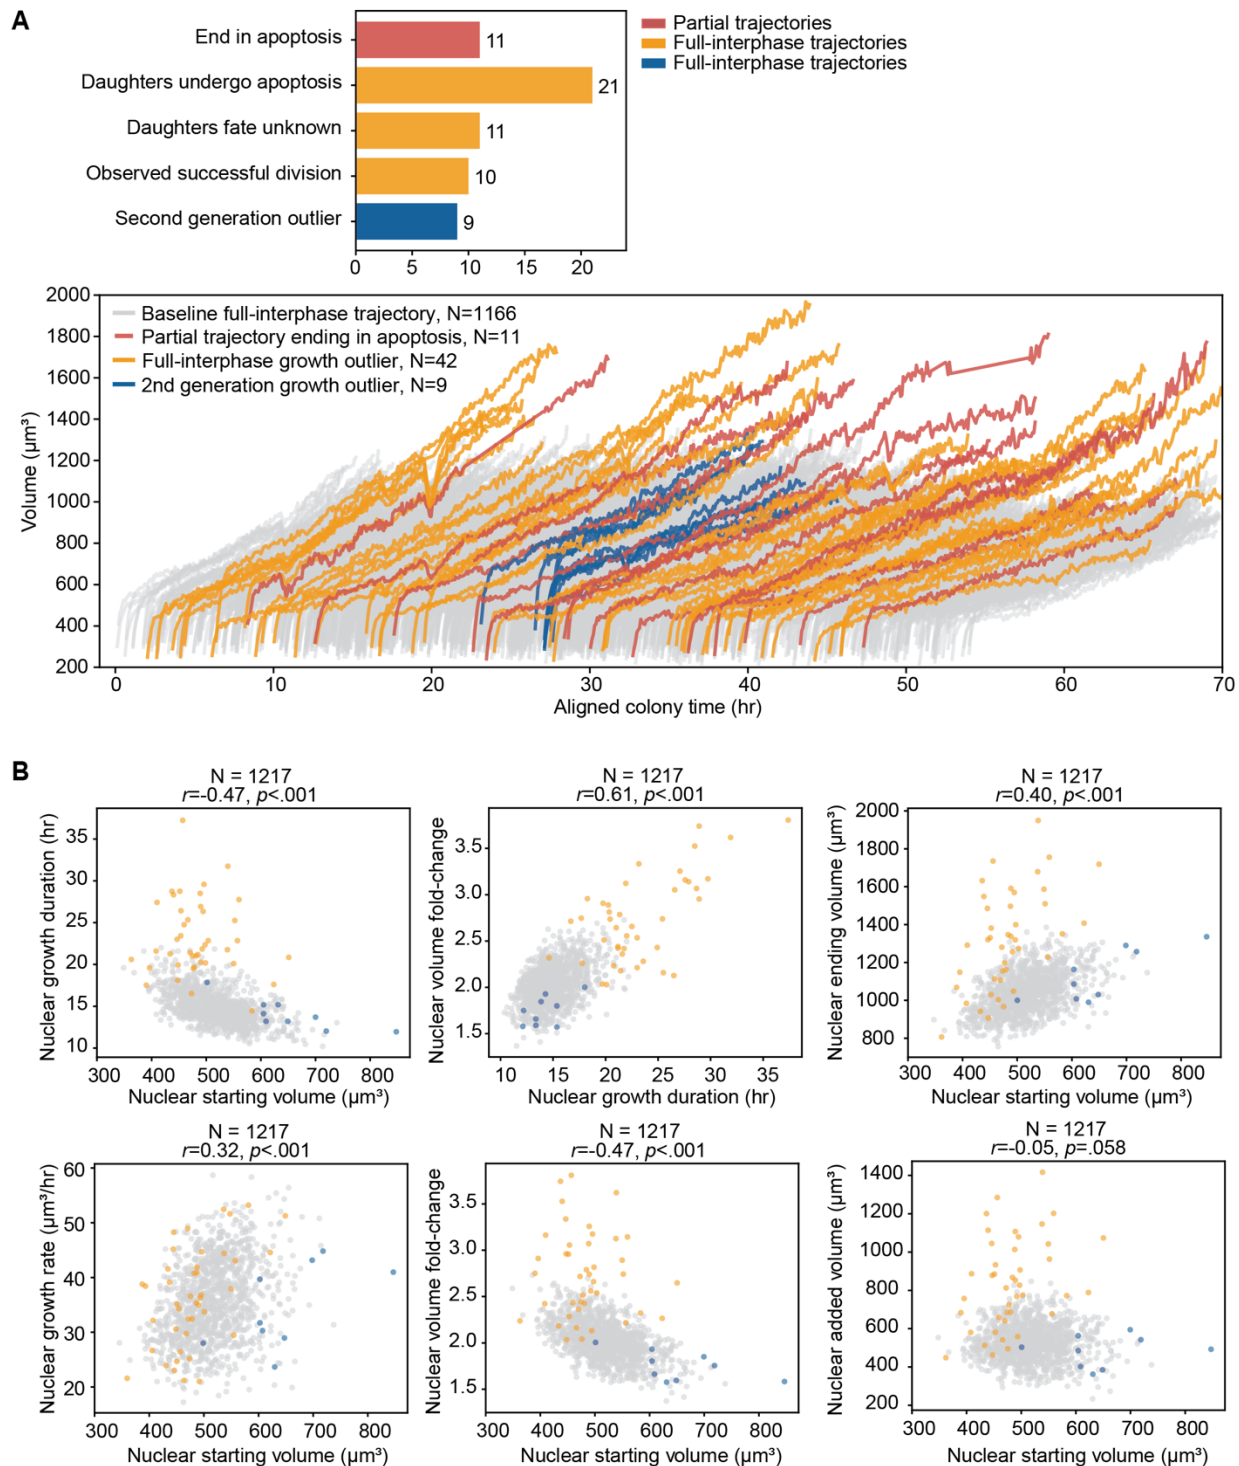 A
End in apoptosis
11
Daughters undergo apoptosis
21
Daughters fate unknown
11
Observed successful division
10
Second generation outlier
9
0 5 10 15 20
Partial trajectories
Full-interphase trajectories
Full-interphase trajectories
2000
1800
1600
1400
1200
1000
800
600
400
200
Volume (μm³)
Baseline full-interphase trajectory, N=1166
Partial trajectory ending in apoptosis, N=11
Full-interphase growth outlier, N=42
2nd generation growth outlier, N=9
0 10 20 30 40 50 60 70
Aligned colony time (hr)
B
N = 1217
r=-0.47, p<.001
Nuclear growth duration (hr)
35
30
25
20
15
10
300 400 500 600 700 800
Nuclear starting volume (μm³)
N = 1217
r=0.61, p<.001
Nuclear volume fold-change
3.5
3.0
2.5
2.0
1.5
10 15 20 25 30 35
Nuclear growth duration (hr)
N = 1217
r=0.40, p<.001
Nuclear ending volume (μm³)
2000
1800
1600
1400
1200
1000
800
300 400 500 600 700 800
Nuclear starting volume (μm³)
N = 1217
r=0.32, p<.001
Nuclear growth rate (μm³/hr)
60
50
40
30
20
300 400 500 600 700 800
Nuclear starting volume (μm³)
N = 1217
r=-0.47, p<.001
Nuclear volume fold-change
3.5
3.0
2.5
2.0
1.5
300 400 500 600 700 800
Nuclear starting volume (μm³)
N = 1217
r=-0.05, p=.058
Nuclear added volume (μm³)
1400
1200
1000
800
600
400
200
300 400 500 600 700 800
Nuclear starting volume (μm³)